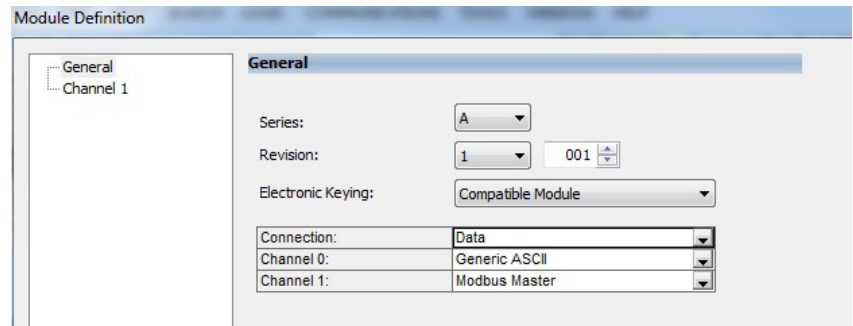 Module Definition
General
Channel 1
General
Series: A
Revision: 1 001
Electronic Keying: Compatible Module
Connection: Data
Channel 0: Generic ASCII
Channel 1: Modbus Master